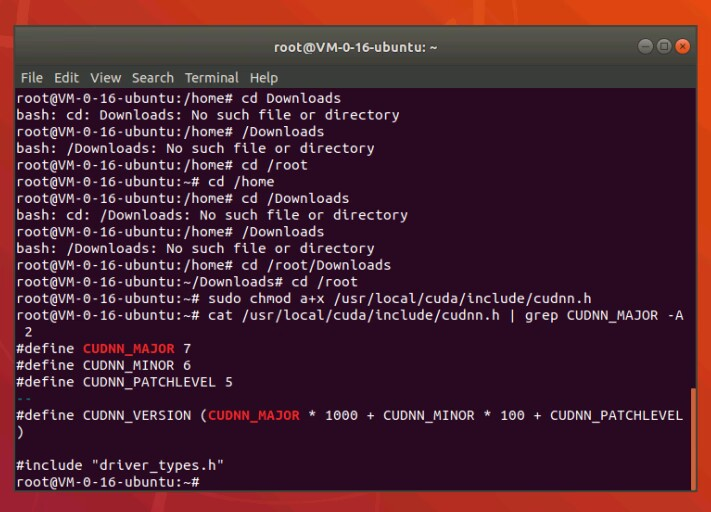 root@VM-0-16-ubuntu: ~
File Edit View Search Terminal Help
root@VM-0-16-ubuntu:/home# cd Downloads
bash: cd: Downloads: No such file or directory
root@VM-0-16-ubuntu:/home# /Downloads
bash: /Downloads: No such file or directory
root@VM-0-16-ubuntu:/home# cd /root
root@VM-0-16-ubuntu:~# cd /home
root@VM-0-16-ubuntu:/home# cd /Downloads
bash: cd: /Downloads: No such file or directory
root@VM-0-16-ubuntu:/home# /Downloads
bash: /Downloads: No such file or directory
root@VM-0-16-ubuntu:/home# cd /root/Downloads
root@VM-0-16-ubuntu:~/Downloads# cd /root
root@VM-0-16-ubuntu:~# sudo chmod a+x /usr/local/cuda/include/cudnn.h
root@VM-0-16-ubuntu:~# cat /usr/local/cuda/include/cudnn.h | grep CUDNN_MAJOR -A
 2
#define CUDNN_MAJOR 7
#define CUDNN_MINOR 6
#define CUDNN_PATCHLEVEL 5
--
#define CUDNN_VERSION (CUDNN_MAJOR * 1000 + CUDNN_MINOR * 100 + CUDNN_PATCHLEVEL
)
#include "driver_types.h"
root@VM-0-16-ubuntu:~#